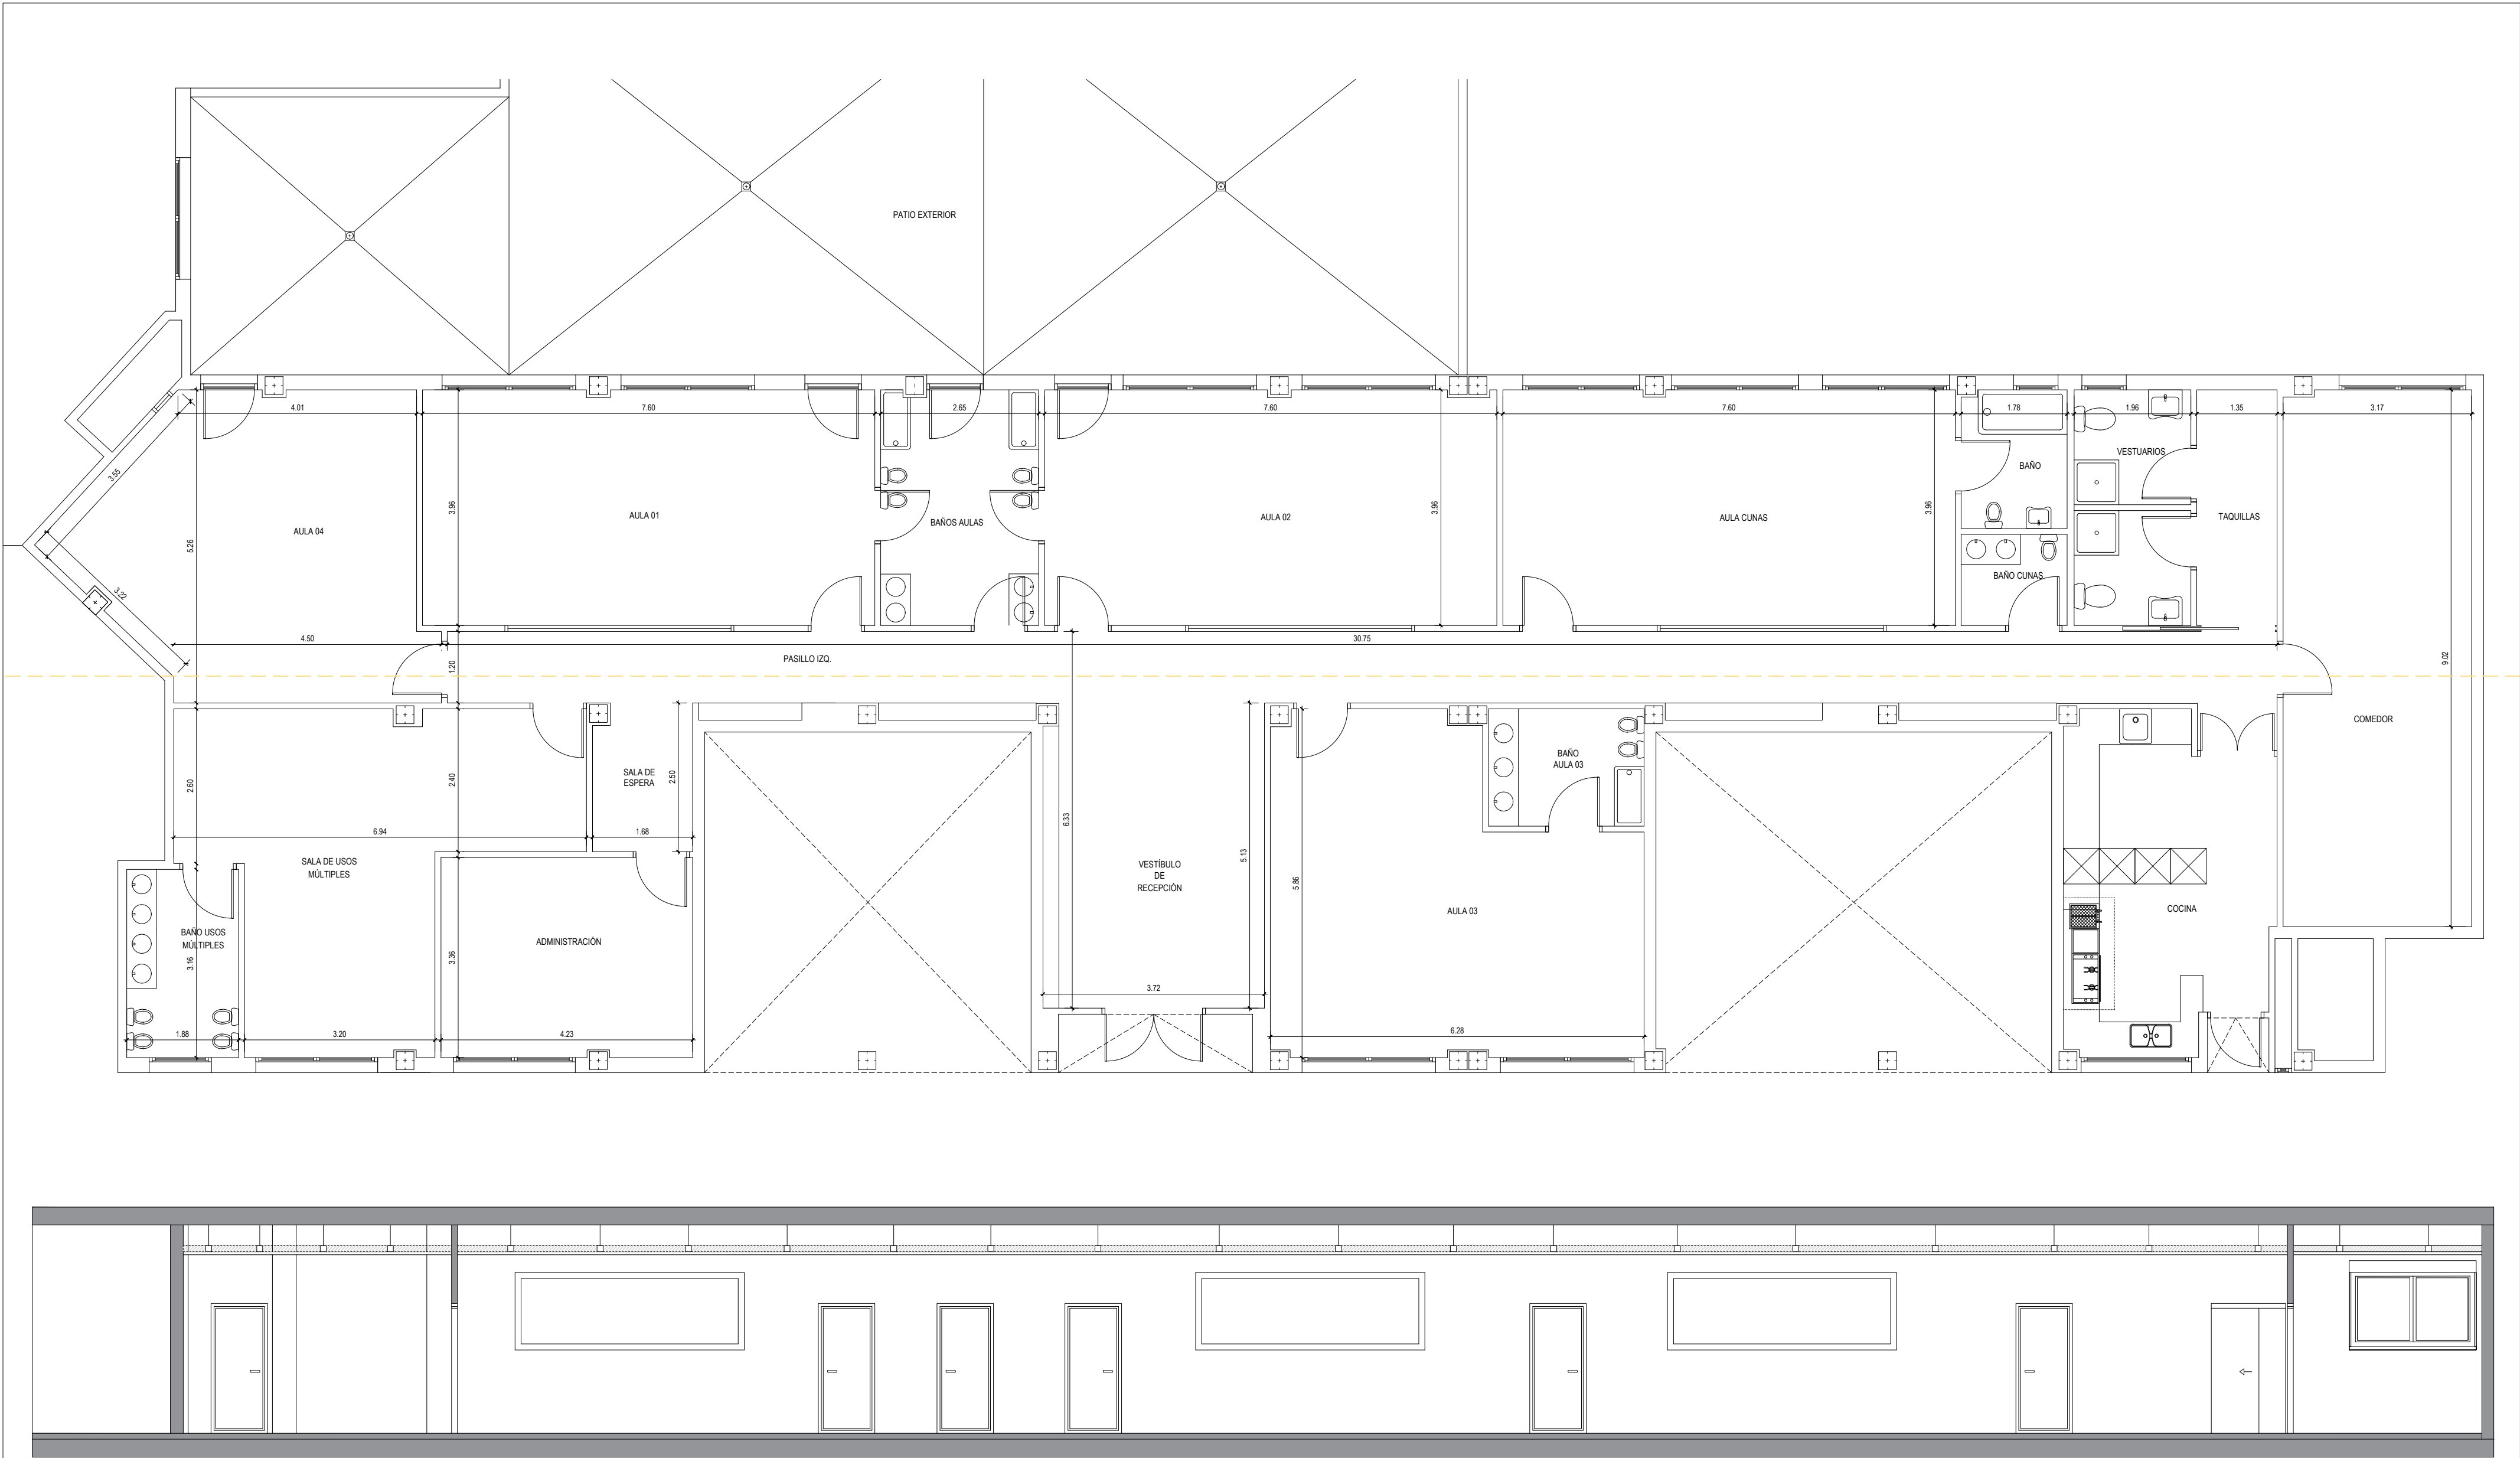 PATIO EXTERIOR
4.01
7.60
2.65
7.60
7.60
1.78
1.96
1.35
3.17
3.55
3.22
5.26
AULA 04
3.96
AULA 01
BAÑOS AULAS
AULA 02
3.96
AULA CUNAS
3.96
BAÑO
BAÑO CUNAS
VESTUARIOS
TAQUILLAS
4.50
30.75
1.20
PASILLO IZQ.
9.02
COMEDOR
2.60
2.40
SALA DE
ESPERA
2.50
6.94
1.68
SALA DE USOS
MÚLTIPLES
6.33
VESTÍBULO
DE
RECEPCIÓN
5.13
BAÑO
AULA 03
5.86
AULA 03
COCINA
BAÑO USOS
MÚLTIPLES
3.16
3.36
ADMINISTRACIÓN
3.72
1.88
3.20
4.23
6.28